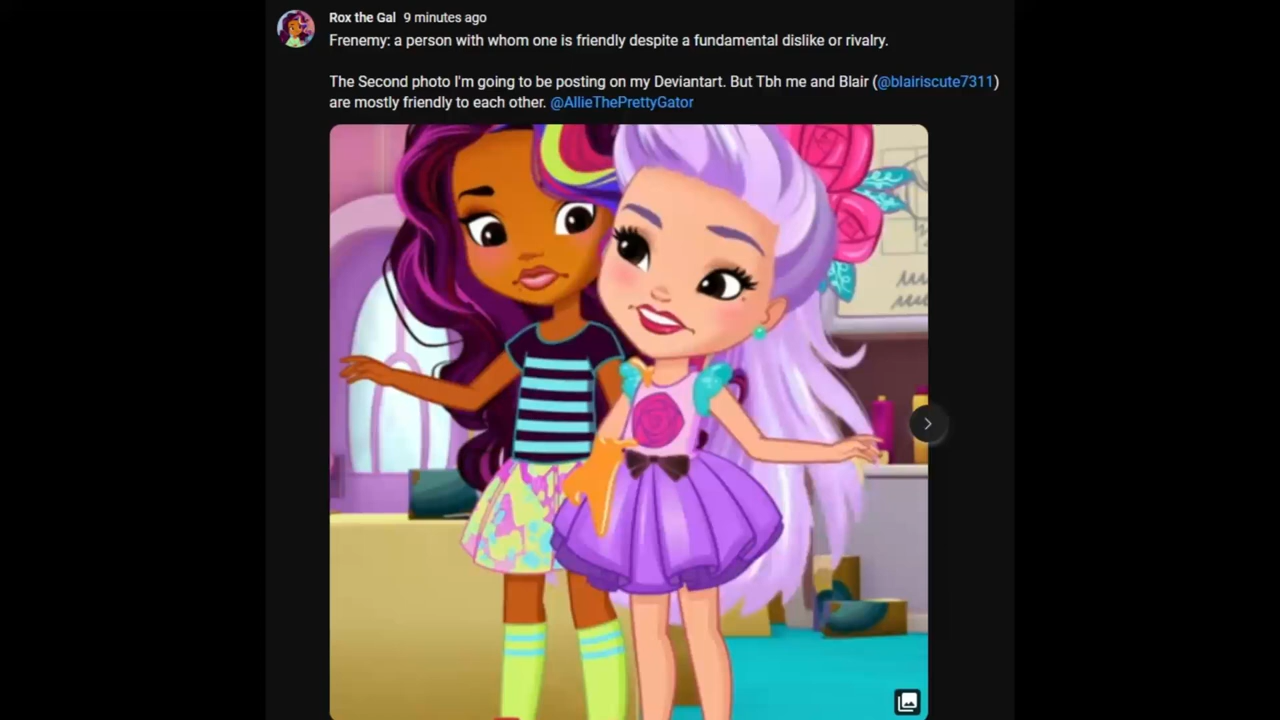 Rox the Gal 9 minutes ago
Frenemy: a person with whom one is friendly despite a fundamental dislike or rivalry.
The Second photo I'm going to be posting on my Deviantart. But Tbh me and Blair (@blairiscute7311)
are mostly friendly to each other. @AllieThePrettyGator